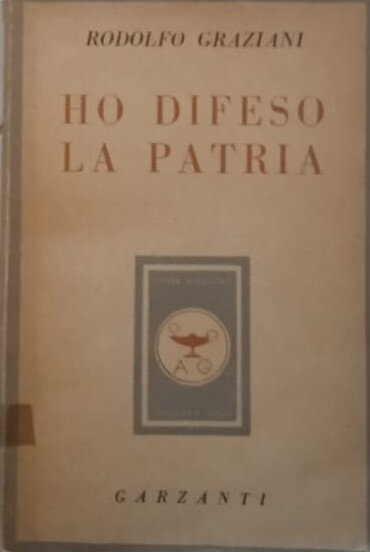 RODOLFO GRAZIANI
HO DIFESO
LA PATRIA
A G
GARZANTI